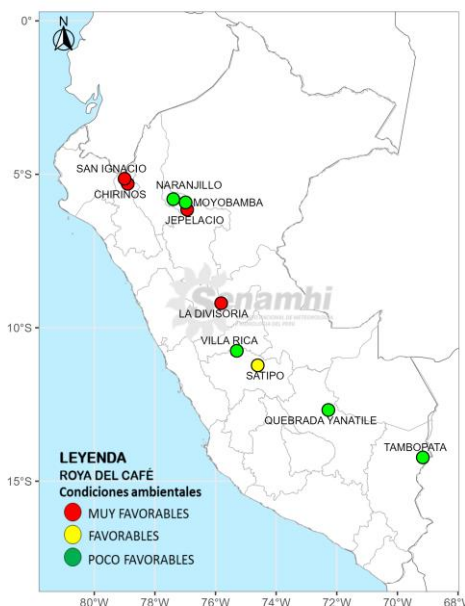 N
0°
SAN IGNACIO
NARANJILLO
5°S
CHIRINOS
MOYOBAMBA
JEPELACIO
Senamhi
LA DIVISORIA
10°S
VILLA RICA
SATIPO
QUEBRADA YANATILE
TAMBOPATA
LEYENDA
ROYA DEL CAFÉ
Condiciones ambientales
15°S
MUY FAVORABLES
FAVORABLES
POCO FAVORABLES
80°W 78°W 76°W 74°W 72°W 70°W 68°W